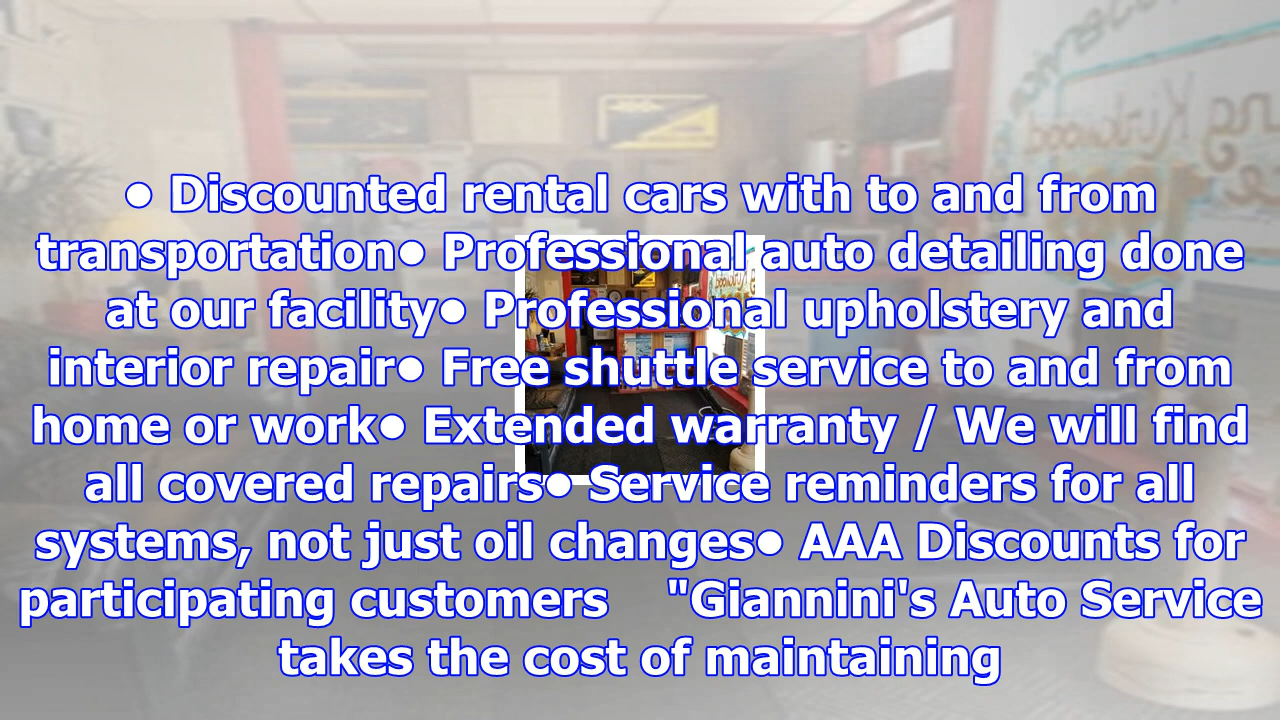 ● Discounted rental cars with to and from
transportation● Professional auto detailing done
at our facility● Professional upholstery and
interior repair● Free shuttle service to and from
home or work● Extended warranty / We will find
all covered repairs● Service reminders for all
systems, not just oil changes● AAA Discounts for
participating customers    "Giannini's Auto Service
takes the cost of maintaining